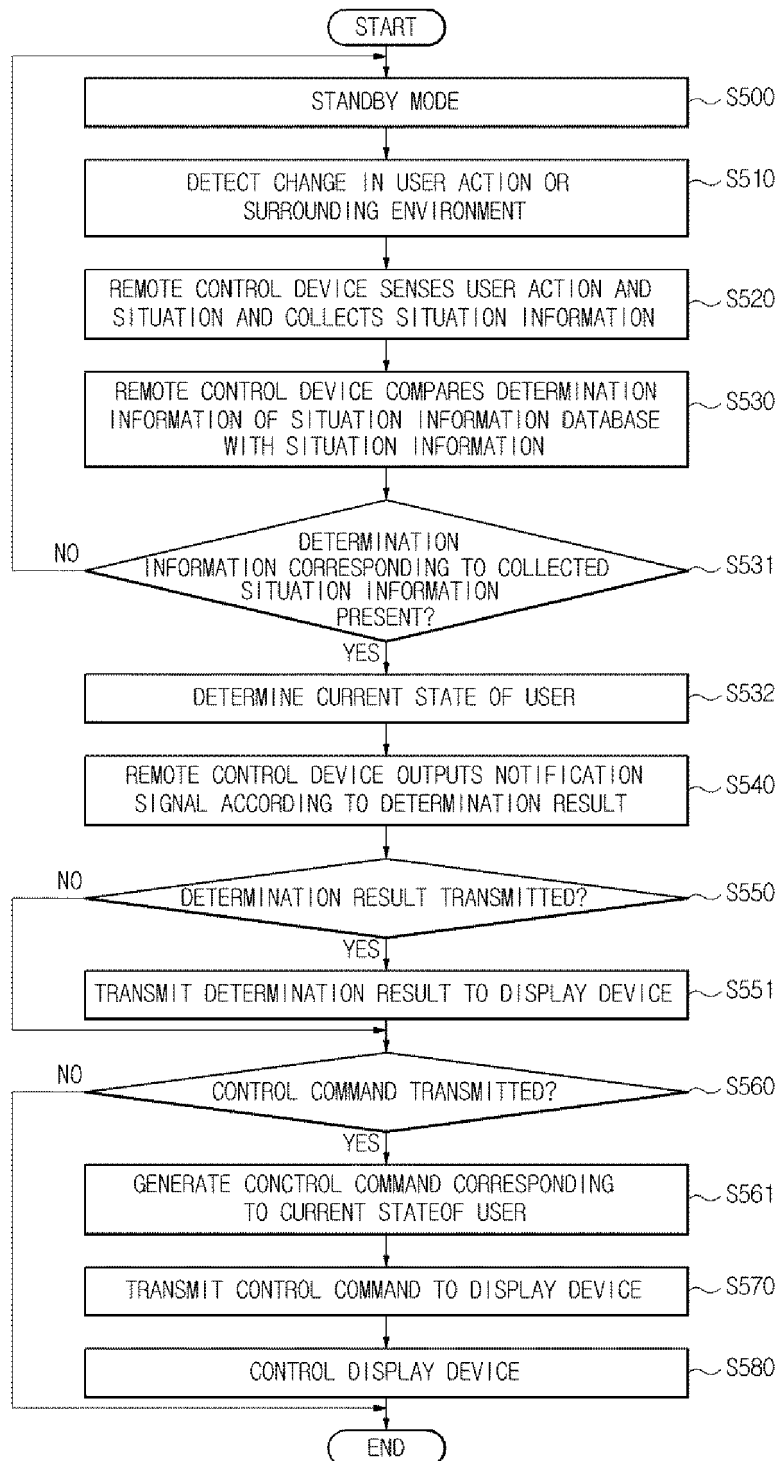 START
STANDBY MODE
S500
DETECT CHANGE IN USER ACTION OR
SURROUNDING ENVIRONMENT
S510
REMOTE CONTROL DEVICE SENSES USER ACTION AND
SITUATION AND COLLECTS SITUATION INFORMATION
S520
REMOTE CONTROL DEVICE COMPARES DETERMINATION
INFORMATION OF SITUATION INFORMATION DATABASE
WITH SITUATION INFORMATION
S530
NO
DETERMINATION
INFORMATION CORRESPONDING TO COLLECTED
SITUATION INFORMATION
PRESENT?
S531
YES
DETERMINE CURRENT STATE OF USER
S532
REMOTE CONTROL DEVICE OUTPUTS NOTIFICATION
SIGNAL ACCORDING TO DETERMINATION RESULT
S540
NO
DETERMINATION RESULT TRANSMITTED?
S550
YES
TRANSMIT DETERMINATION RESULT TO DISPLAY DEVICE
S551
NO
CONTROL COMMAND TRANSMITTED?
S560
YES
GENERATE CONCTROL COMMAND CORRESPONDING
TO CURRENT STATEOF USER
S561
TRANSMIT CONTROL COMMAND TO DISPLAY DEVICE
S570
CONTROL DISPLAY DEVICE
S580
END